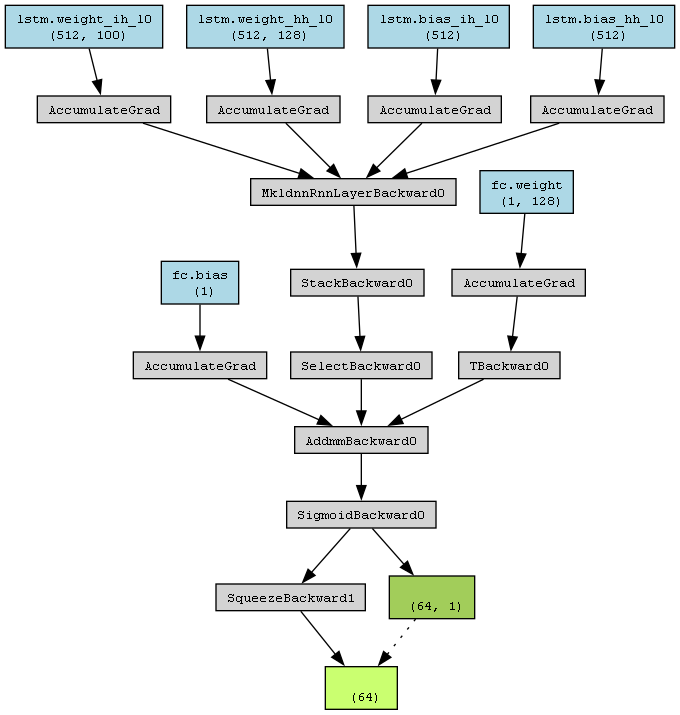 lstm.weight_ih_l0
(512, 100)
lstm.weight_hh_l0
(512, 128)
lstm.bias_ih_l0
(512)
lstm.bias_hh_l0
(512)
AccumulateGrad
AccumulateGrad
AccumulateGrad
AccumulateGrad
MkldnnRnnLayerBackward0
fc.weight
(1, 128)
fc.bias
(1)
StackBackward0
AccumulateGrad
AccumulateGrad
SelectBackward0
TBackward0
AddmmBackward0
SigmoidBackward0
SqueezeBackward1
(64, 1)
(64)